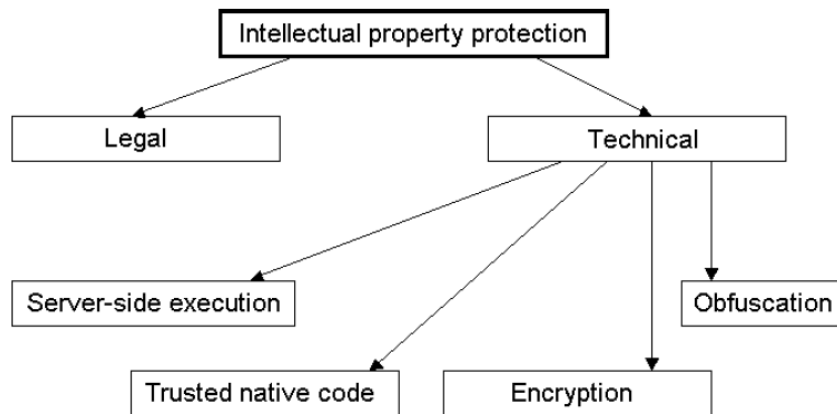 Intellectual property protection
Legal
Technical
Server-side execution
Obfuscation
Trusted native code
Encryption